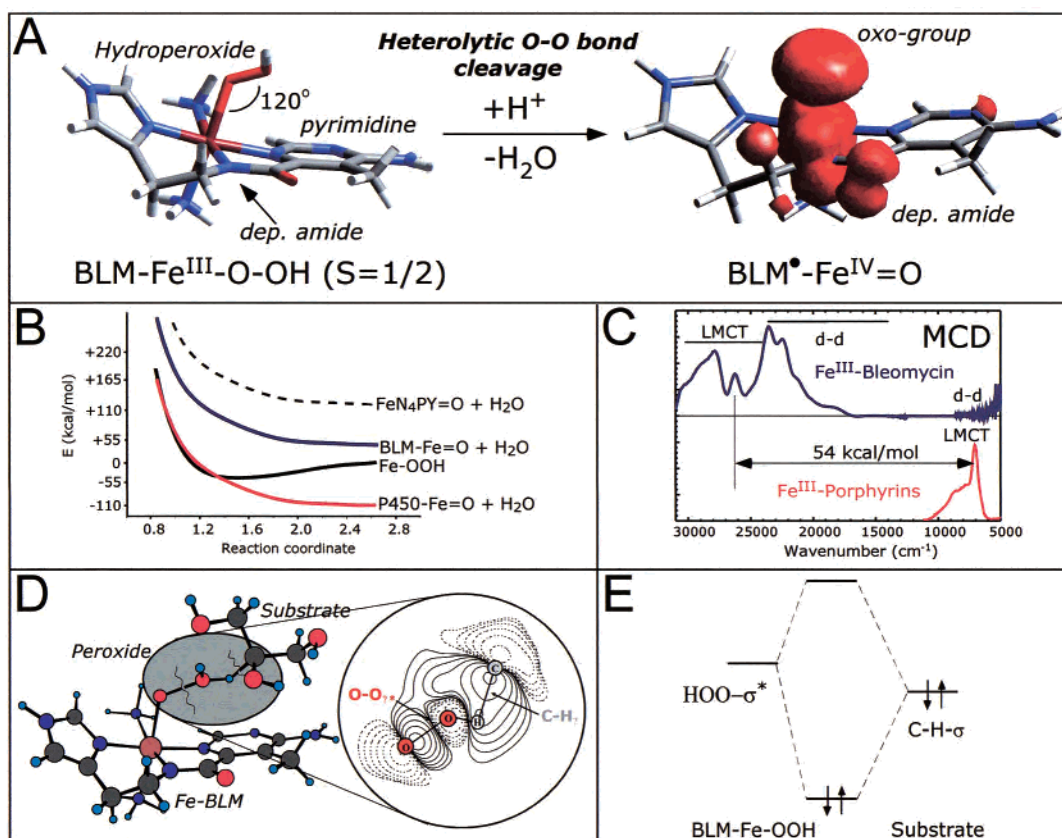 A
Hydroperoxide
120°
pyrimidine
dep. amide
BLM-FeIII-O-OH (S=1/2)
Heterolytic O-O bond
cleavage
+H+
-H2O
oxo-group
dep. amide
BLM●-FeIV=O
B
E (kcal/mol)
+220
+165
+110
+55
0
-55
-110
0.8 1.2 1.6 2.0 2.4 2.8
Reaction coordinate
FeN4PY=O + H2O
BLM-Fe=O + H2O
Fe-OOH
P450-Fe=O + H2O
C
MCD
LMCT
d-d
FeIII-Bleomycin
d-d
LMCT
54 kcal/mol
FeIII-Porphyrins
30000 25000 20000 15000 10000 5000
Wavenumber (cm-1)
D
Substrate
Peroxide
Fe-BLM
O-O?*
C
H
O
O
C-H?
E
HOO-σ*
C-H-σ
BLM-Fe-OOH
Substrate